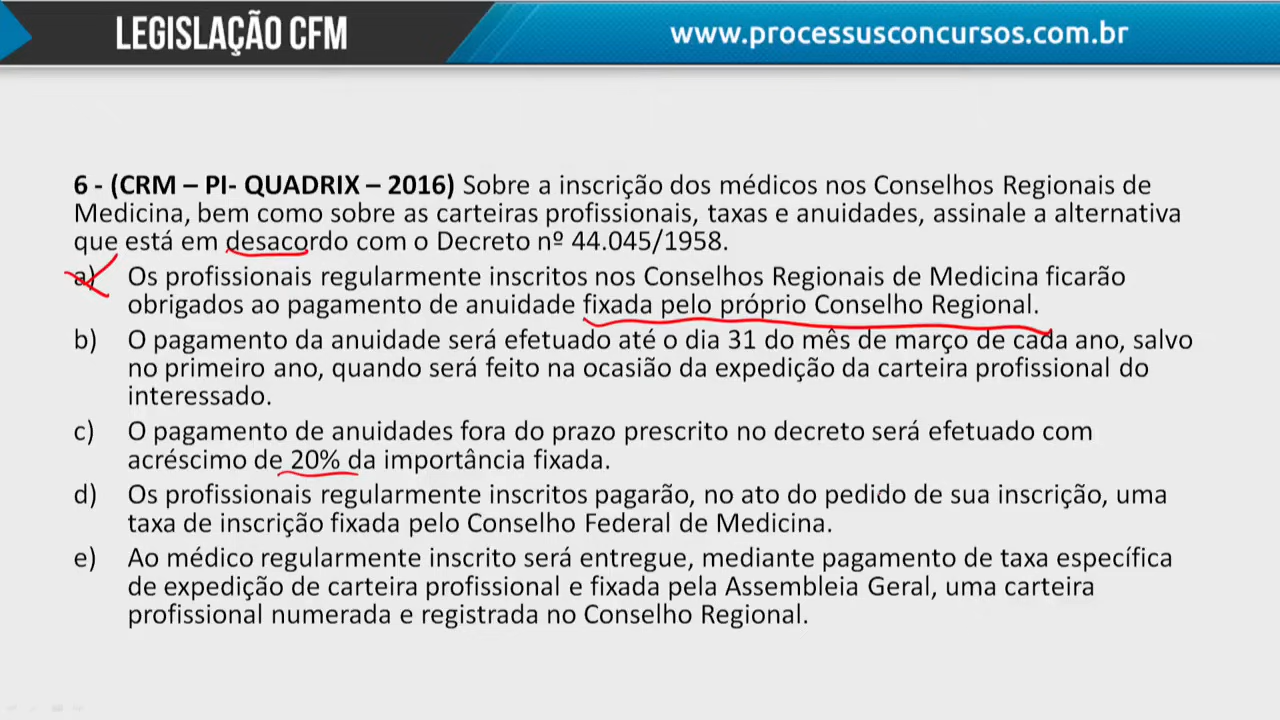 LEGISLAÇÃO CFM
www.processusconcursos.com.br
6 - (CRM – PI- QUADRIX – 2016) Sobre a inscrição dos médicos nos Conselhos Regionais de
Medicina, bem como sobre as carteiras profissionais, taxas e anuidades, assinale a alternativa
que está em desacordo com o Decreto nº 44.045/1958.
a) Os profissionais regularmente inscritos nos Conselhos Regionais de Medicina ficarão
obrigados ao pagamento de anuidade fixada pelo próprio Conselho Regional.
b) O pagamento da anuidade será efetuado até o dia 31 do mês de março de cada ano, salvo
no primeiro ano, quando será feito na ocasião da expedição da carteira profissional do
interessado.
c) O pagamento de anuidades fora do prazo prescrito no decreto será efetuado com
acréscimo de 20% da importância fixada.
d) Os profissionais regularmente inscritos pagarão, no ato do pedido de sua inscrição, uma
taxa de inscrição fixada pelo Conselho Federal de Medicina.
e) Ao médico regularmente inscrito será entregue, mediante pagamento de taxa específica
de expedição de carteira profissional e fixada pela Assembleia Geral, uma carteira
profissional numerada e registrada no Conselho Regional.